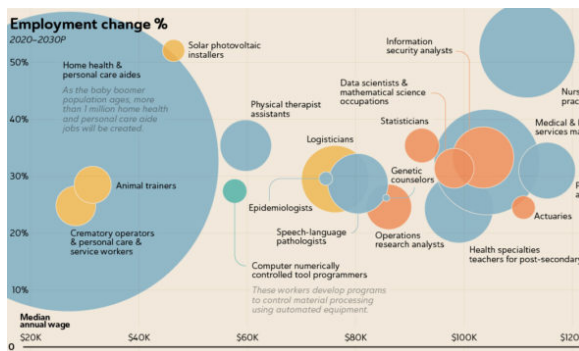 Employment change %
2020–2030P
50%
40%
30%
20%
10%
0
Home health &
personal care aides
As the baby boomer
population ages, more
than 1 million home health
and personal care aide
jobs will be created.
Solar photovoltaic
installers
Physical therapist
assistants
Information
security analysts
Data scientists &
mathematical science
occupations
Statisticians
Logisticians
Genetic
counselors
Animal trainers
Epidemiologists
Crematory operators
& personal care &
service workers
Speech-language
pathologists
Operations
research analysts
Actuaries
Health specialties
teachers for post-secondary
Computer numerically
controlled tool programmers
These workers develop programs
to control material processing
using automated equipment.
Medical &
services
Median
annual wage
$20K
$40K
$60K
$80K
$100K